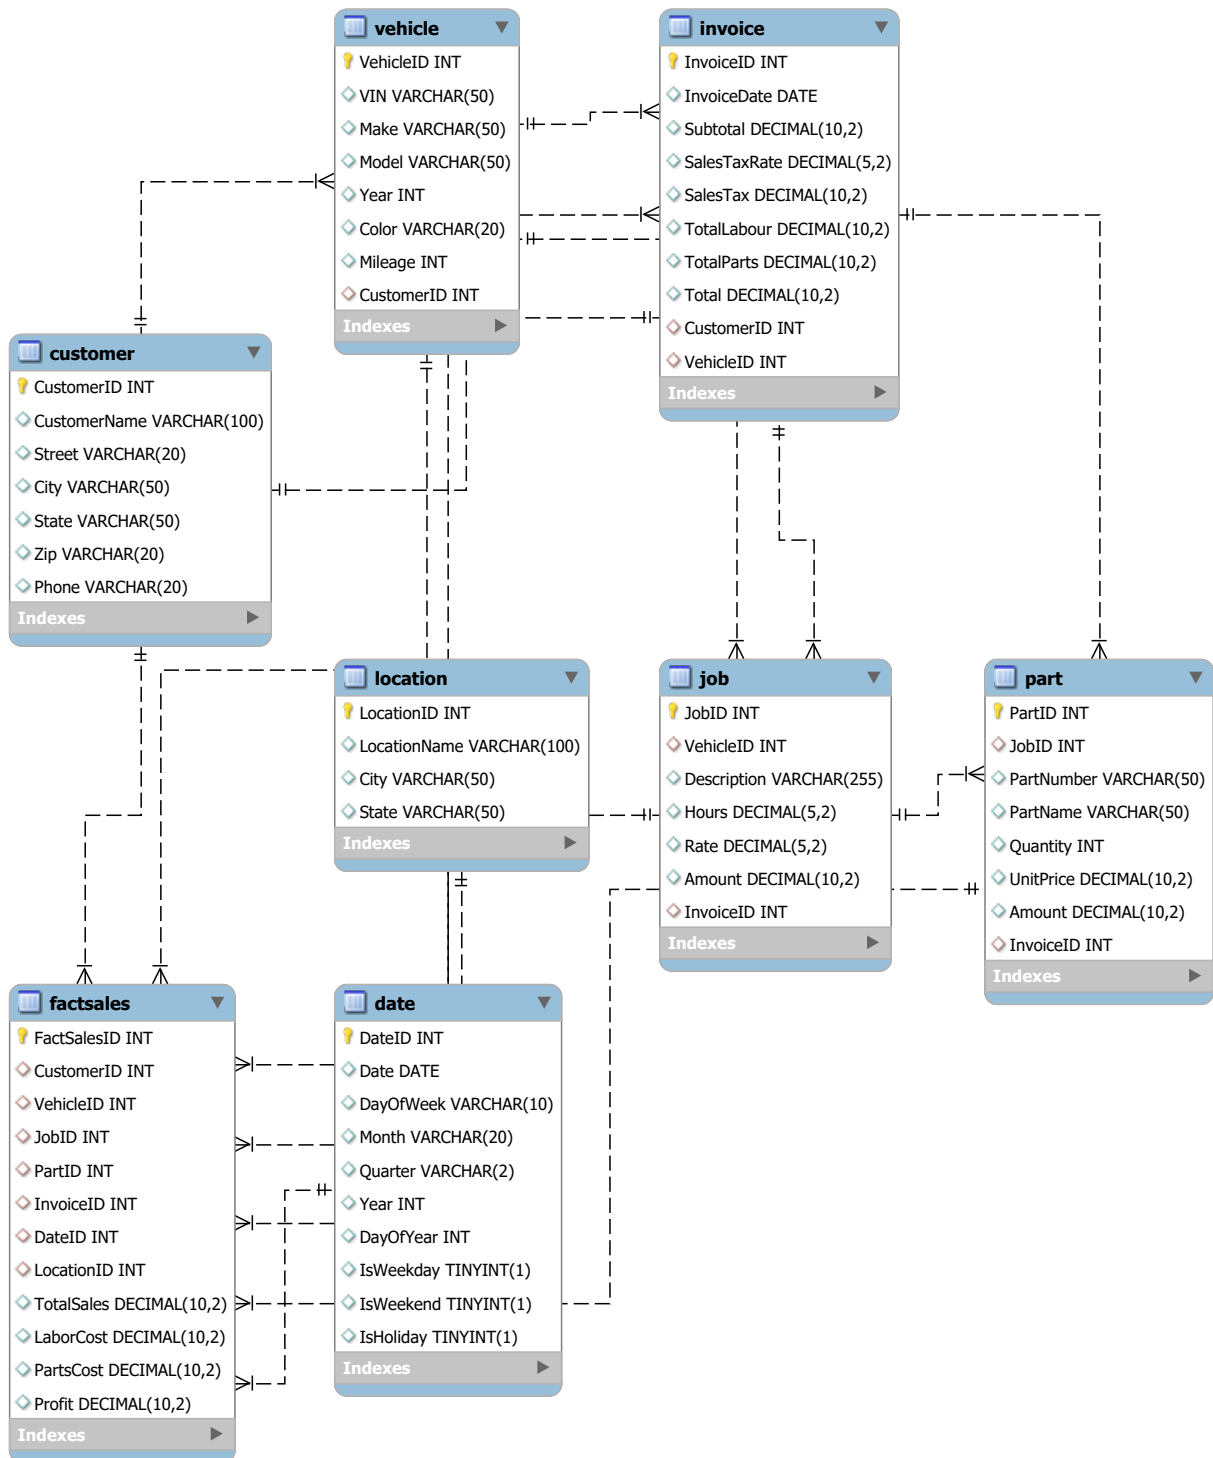 vehicle
VehicleID INT
VIN VARCHAR(50)
Make VARCHAR(50)
Model VARCHAR(50)
Year INT
Color VARCHAR(20)
Mileage INT
CustomerID INT
Indexes
invoice
InvoiceID INT
InvoiceDate DATE
Subtotal DECIMAL(10,2)
SalesTaxRate DECIMAL(5,2)
SalesTax DECIMAL(10,2)
TotalLabour DECIMAL(10,2)
TotalParts DECIMAL(10,2)
Total DECIMAL(10,2)
CustomerID INT
VehicleID INT
Indexes
customer
CustomerID INT
CustomerName VARCHAR(100)
Street VARCHAR(20)
City VARCHAR(50)
State VARCHAR(50)
Zip VARCHAR(20)
Phone VARCHAR(20)
Indexes
location
LocationID INT
LocationName VARCHAR(100)
City VARCHAR(50)
State VARCHAR(50)
Indexes
job
JobID INT
VehicleID INT
Description VARCHAR(255)
Hours DECIMAL(5,2)
Rate DECIMAL(5,2)
Amount DECIMAL(10,2)
InvoiceID INT
Indexes
part
PartID INT
JobID INT
PartNumber VARCHAR(50)
PartName VARCHAR(50)
Quantity INT
UnitPrice DECIMAL(10,2)
Amount DECIMAL(10,2)
InvoiceID INT
Indexes
factsales
FactSalesID INT
CustomerID INT
VehicleID INT
JobID INT
PartID INT
InvoiceID INT
DateID INT
LocationID INT
TotalSales DECIMAL(10,2)
LaborCost DECIMAL(10,2)
PartsCost DECIMAL(10,2)
Profit DECIMAL(10,2)
Indexes
date
DateID INT
Date DATE
DayOfWeek VARCHAR(10)
Month VARCHAR(20)
Quarter VARCHAR(2)
Year INT
DayOfYear INT
IsWeekday TINYINT(1)
IsWeekend TINYINT(1)
IsHoliday TINYINT(1)
Indexes